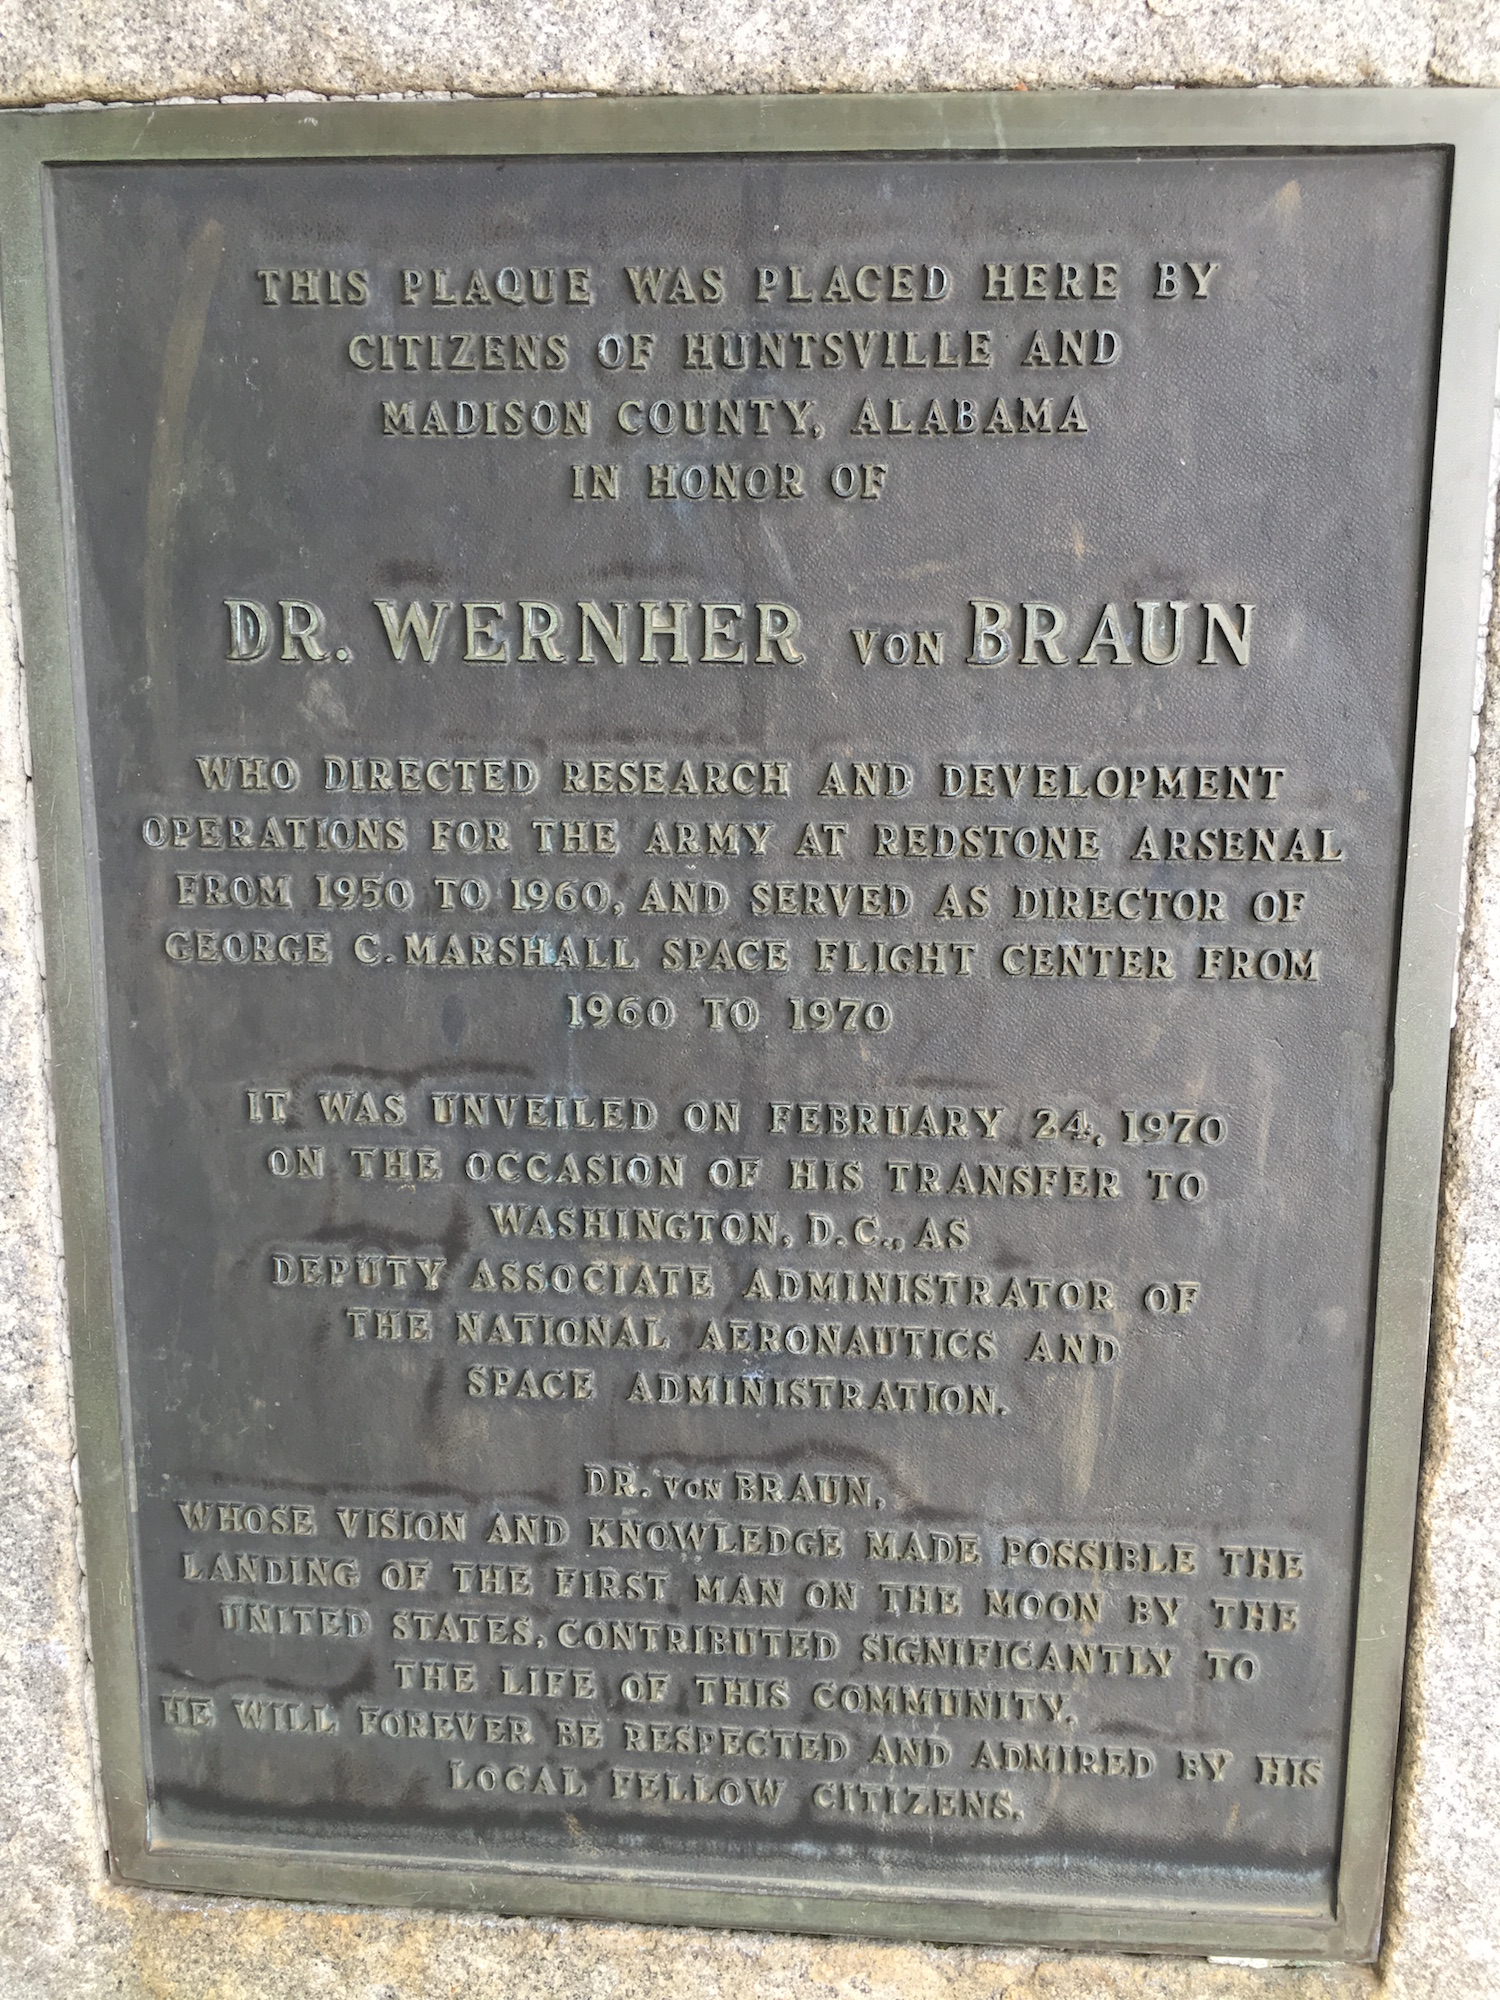 THIS PLAQUE WAS PLACED HERE BY
CITIZENS OF HUNTSVILLE AND
MADISON COUNTY, ALABAMA
IN HONOR OF
DR. WERNHER VON BRAUN
WHO DIRECTED RESEARCH AND DEVELOPMENT
OPERATIONS FOR THE ARMY AT REDSTONE ARSENAL
FROM 1950 TO 1960, AND SERVED AS DIRECTOR OF
GEORGE C. MARSHALL SPACE FLIGHT CENTER FROM
1960 TO 1970
IT WAS UNVEILED ON FEBRUARY 24, 1970
ON THE OCCASION OF HIS TRANSFER TO
WASHINGTON, D.C., AS
DEPUTY ASSOCIATE ADMINISTRATOR OF
THE NATIONAL AERONAUTICS AND
SPACE ADMINISTRATION.
DR. VON BRAUN,
WHOSE VISION AND KNOWLEDGE MADE POSSIBLE THE
LANDING OF THE FIRST MAN ON THE MOON BY THE
UNITED STATES, CONTRIBUTED SIGNIFICANTLY TO
THE LIFE OF THIS COMMUNITY.
HE WILL FOREVER BE RESPECTED AND ADMIRED BY HIS
LOCAL FELLOW CITIZENS.